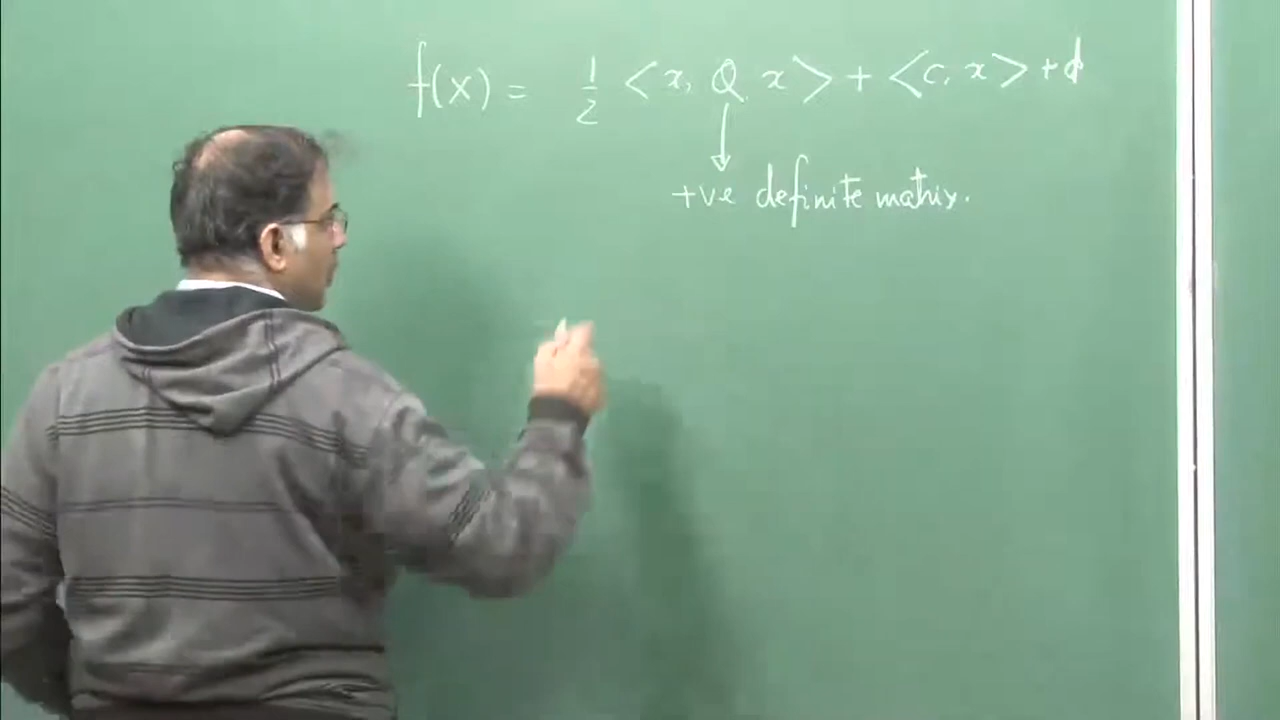 f(x) = 1/2 <x, Q x> + <c, x> + d
+ve definite matrix.